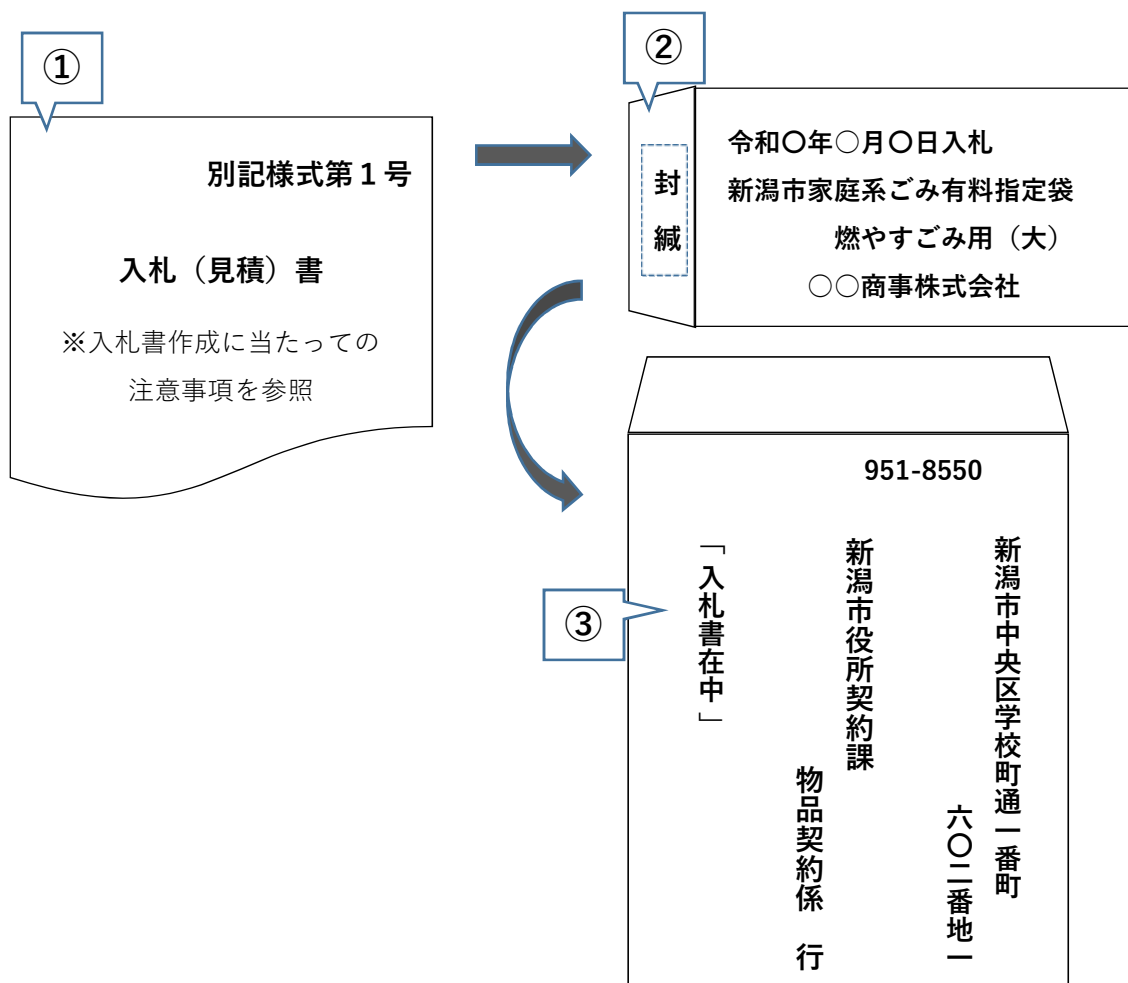 ①
別記様式第１号
入札（見積）書
※入札書作成に当たっての
注意事項を参照
②
封緘
令和〇年○月〇日入札
新潟市家庭系ごみ有料指定袋
燃やすごみ用（大）
○○商事株式会社
951-8550
新潟市中央区学校町通一番町
六〇二番地一
新潟市役所契約課
物品契約係　行
③
「入札書在中」